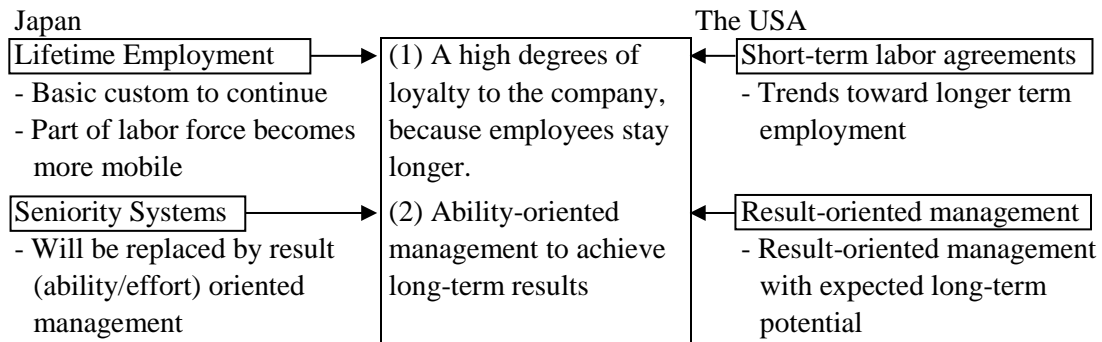 Japan
The USA
Lifetime Employment
- Basic custom to continue
- Part of labor force becomes
more mobile
Seniority Systems
- Will be replaced by result
(ability/effort) oriented
management
(1) A high degrees of
loyalty to the company,
because employees stay
longer.
(2) Ability-oriented
management to achieve
long-term results
Short-term labor agreements
- Trends toward longer term
employment
Result-oriented management
- Result-oriented management
with expected long-term
potential